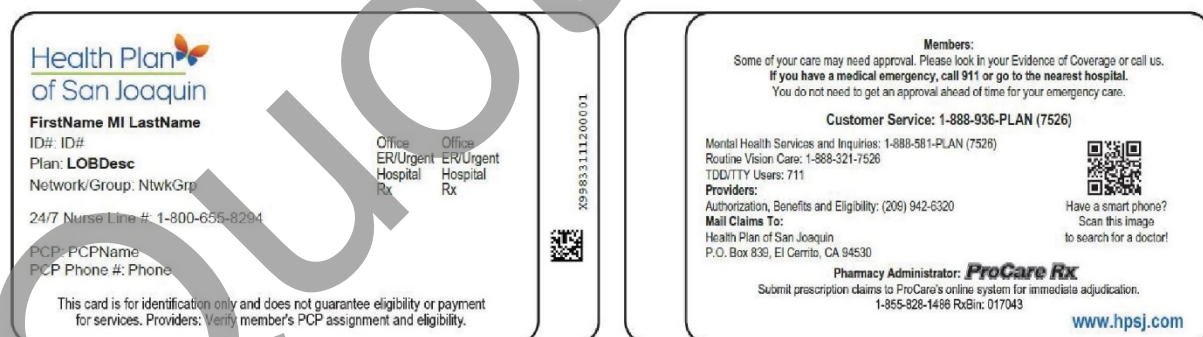 Health Plan
of San Joaquin
FirstName MI LastName
ID#: ID#
Plan: LOBDesc
Network/Group: NtwkGrp
Office Office
ER/Urgent ER/Urgent
Hospital Hospital
Rx Rx
24/7 Nurse Line #: 1-800-655-8294
PCP: PCPName
PCP Phone #: Phone
This card is for identification only and does not guarantee eligibility or payment
for services. Providers: Verify member's PCP assignment and eligibility.
X99833111200001
Members:
Some of your care may need approval. Please look in your Evidence of Coverage or call us.
If you have a medical emergency, call 911 or go to the nearest hospital.
You do not need to get an approval ahead of time for your emergency care.
Customer Service: 1-888-936-PLAN (7526)
Mental Health Services and Inquiries: 1-888-581-PLAN (7526)
Routine Vision Care: 1-888-321-7526
TDD/TTY Users: 711
Providers:
Authorization, Benefits and Eligibility: (209) 942-6320
Mail Claims To:
Health Plan of San Joaquin
P.O. Box 839, El Cerrito, CA 94530
Have a smart phone?
Scan this image
to search for a doctor!
Pharmacy Administrator: ProCare Rx
Submit prescription claims to ProCare's online system for immediate adjudication.
1-855-828-1486 RxBin: 017043
www.hpsj.com